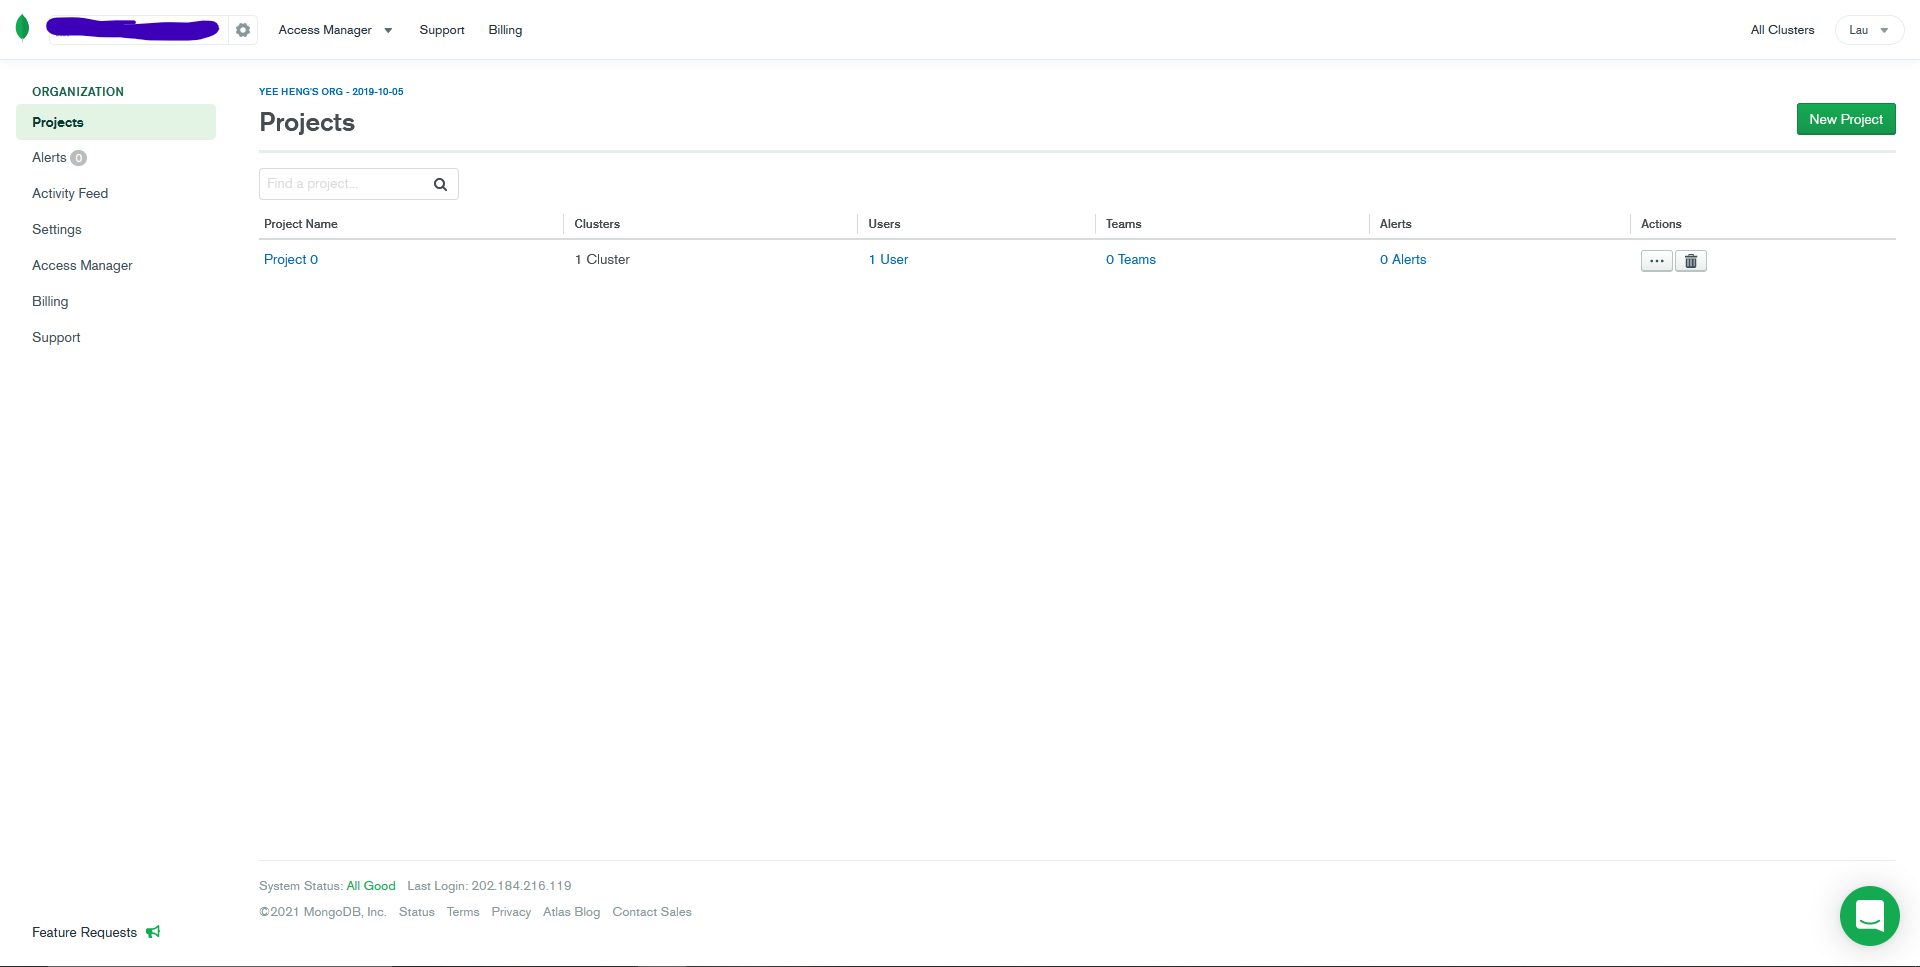 Access Manager Support Billing All Clusters Lau
ORGANIZATION
Projects
Alerts 0
Activity Feed
Settings
Access Manager
Billing
Support
Feature Requests
YEE HENG'S ORG - 2019-10-05
Projects
New Project
Find a project...
Project Name Clusters Users Teams Alerts Actions
Project 0 1 Cluster 1 User 0 Teams 0 Alerts
System Status: All Good Last Login: 202.184.216.119
©2021 MongoDB, Inc. Status Terms Privacy Atlas Blog Contact Sales